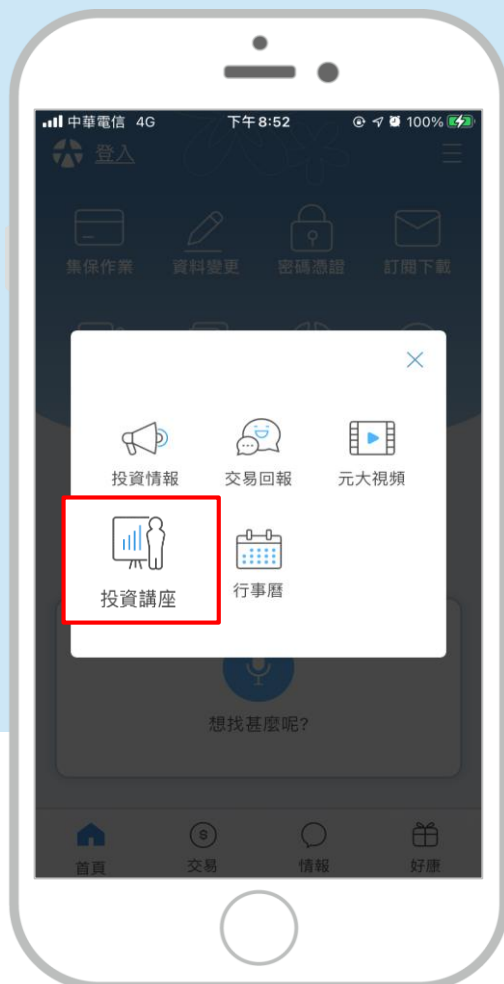 中華電信 4G 下午8:52 100%
登入
集保作業 資料變更 密碼憑證 訂閱下載
投資情報 交易回報 元大視頻
投資講座 行事曆
想找甚麼呢?
首頁 交易 情報 好康